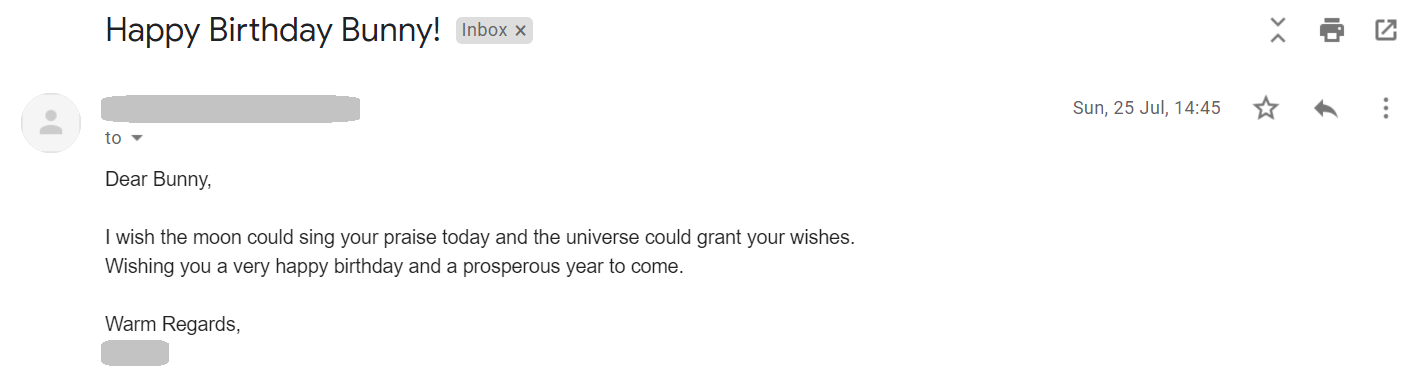 Happy Birthday Bunny! Inbox ×
Sun, 25 Jul, 14:45
to
Dear Bunny,
I wish the moon could sing your praise today and the universe could grant your wishes.
Wishing you a very happy birthday and a prosperous year to come.
Warm Regards,